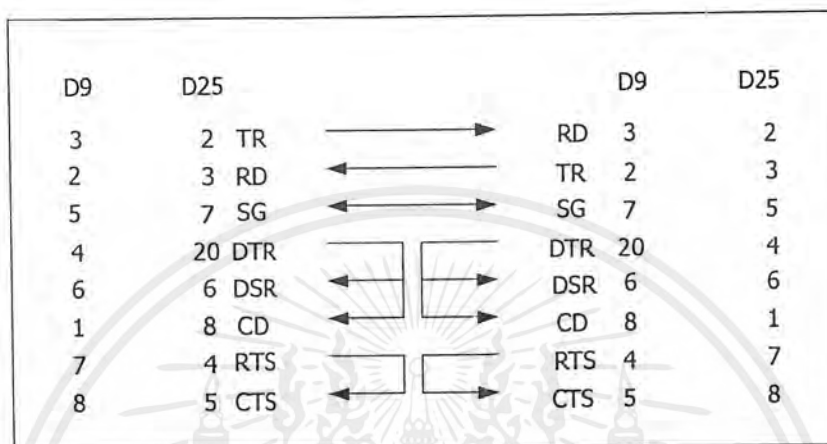 D9 D25 D9 D25
3 2 TR RD 3 2
2 3 RD TR 2 3
5 7 SG SG 7 5
4 20 DTR DTR 20 4
6 6 DSR DSR 6 6
1 8 CD CD 8 1
7 4 RTS RTS 4 7
8 5 CTS CTS 5 8